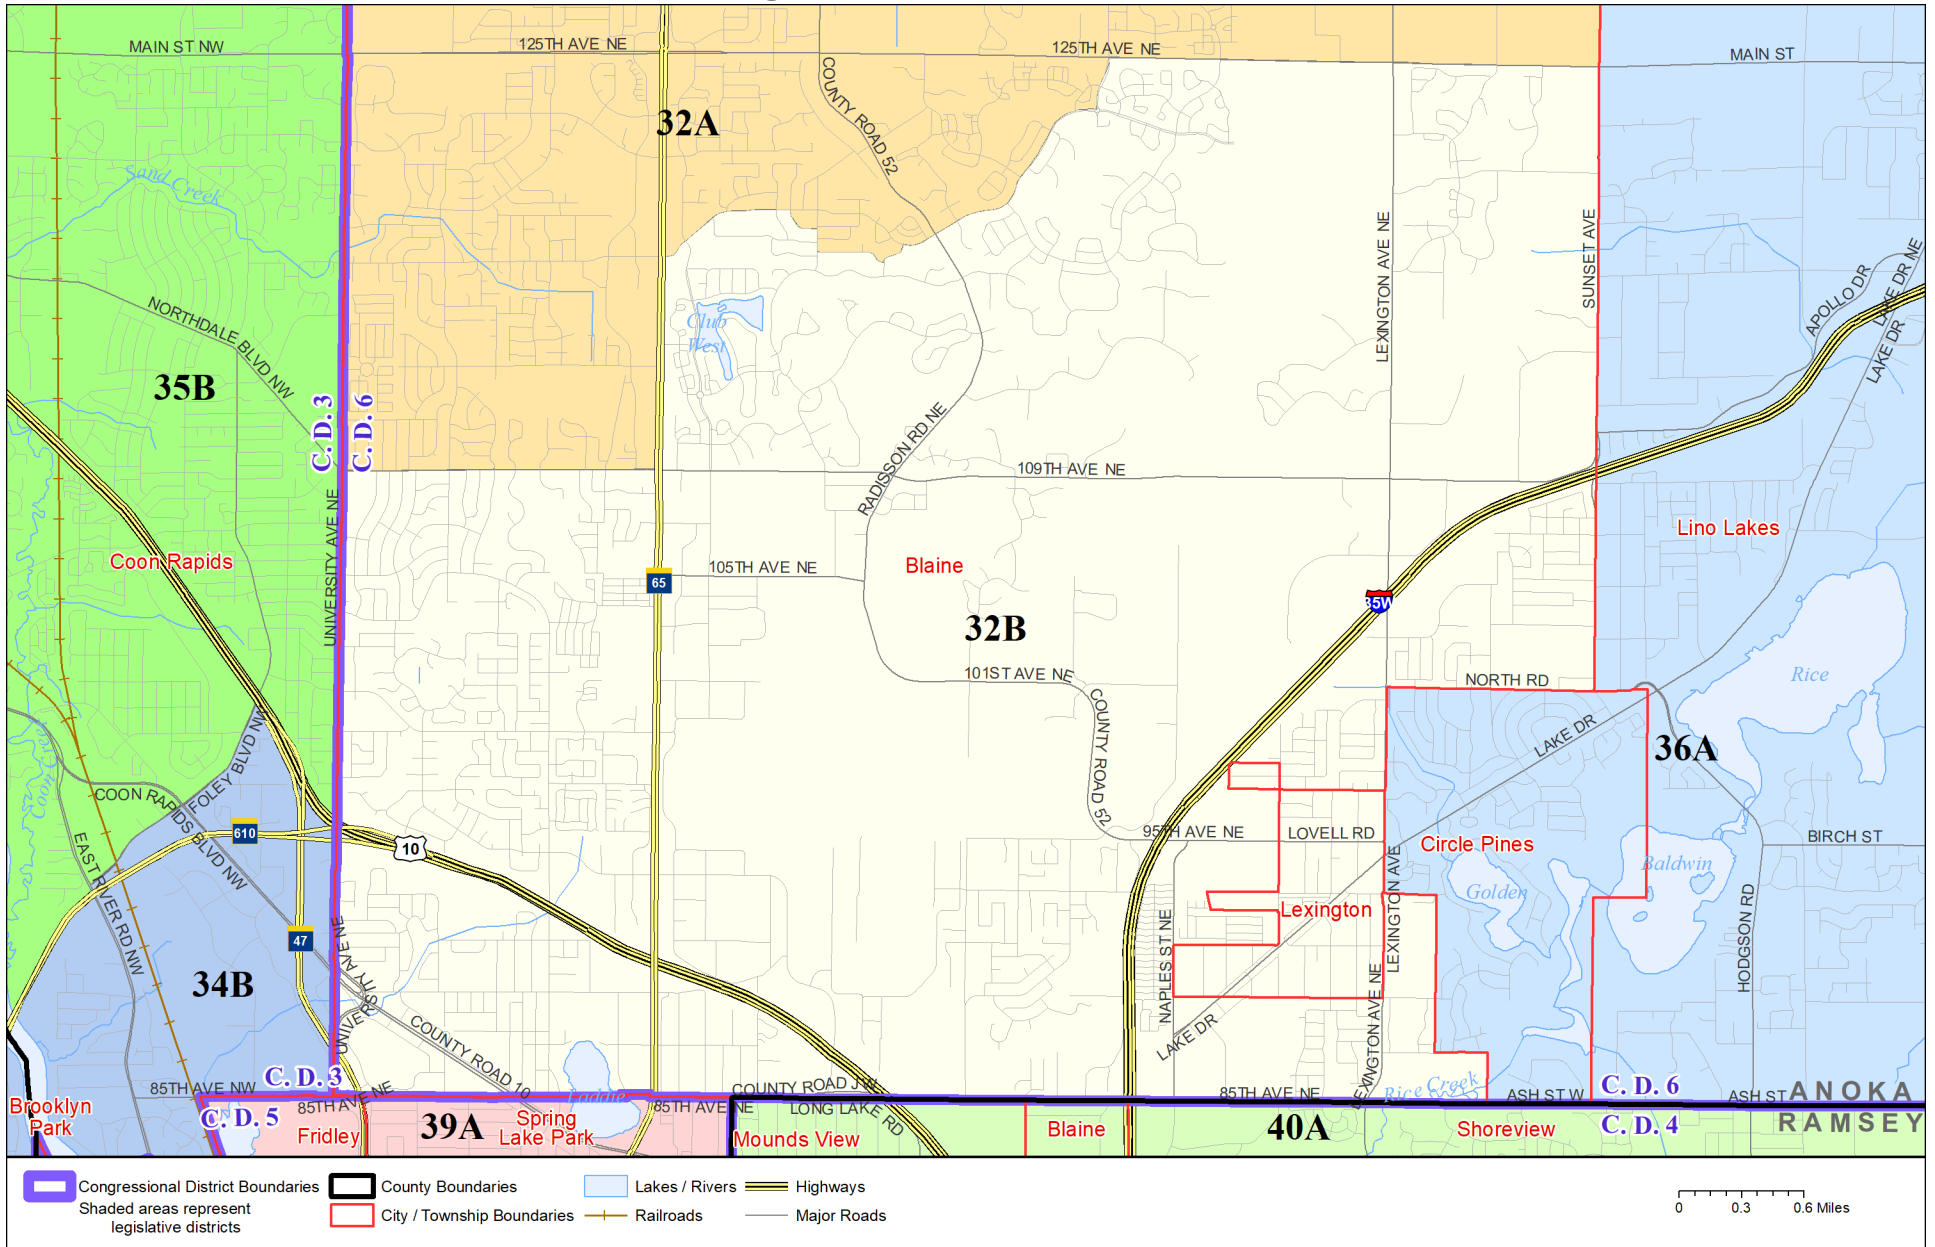 MAIN ST NW
125TH AVE NE
125TH AVE NE
MAIN ST
32A
COUNTY ROAD 52
Sand Creek
LEXINGTON AVE NE
SUNSET AVE
APOLLO DR
LAKE DR NE
LAKE DR
NORTHDALE BLVD NW
Club
West
35B
C. D. 3
C. D. 6
RADISSON RD NE
109TH AVE NE
UNIVERSITY AVE NE
Coon Rapids
65
105TH AVE NE
Blaine
32B
35W
Lino Lakes
101ST AVE NE
NORTH RD
Rice
COUNTY ROAD 52
LAKE DR
36A
Coon Creek
FOLEY BLVD NW
COON RAPIDS BLVD NW
610
10
95TH AVE NE
LOVELL RD
Circle Pines
BIRCH ST
EAST RIVER RD NW
LEXINGTON AVE
Golden
Baldwin
Lexington
47
UNIVERSITY AVE NE
NAPLES ST NE
HODGSON RD
34B
COUNTY ROAD 10
LAKE DR
LEXINGTON AVE NE
C. D. 3
85TH AVE NW
85TH AVE NE
Laddie
COUNTY ROAD J W
85TH AVE NE
LONG LAKE RD
85TH AVE NE
Rice Creek
ASH ST W
C. D. 6
ASH ST
ANOKA
RAMSEY
Brooklyn
Park
C. D. 5
Fridley
39A
Spring
Lake Park
Mounds View
Blaine
40A
Shoreview
C. D. 4
Congressional District Boundaries
Shaded areas represent
legislative districts
County Boundaries
City / Township Boundaries
Lakes / Rivers
Railroads
Highways
Major Roads
0 0.3 0.6 Miles